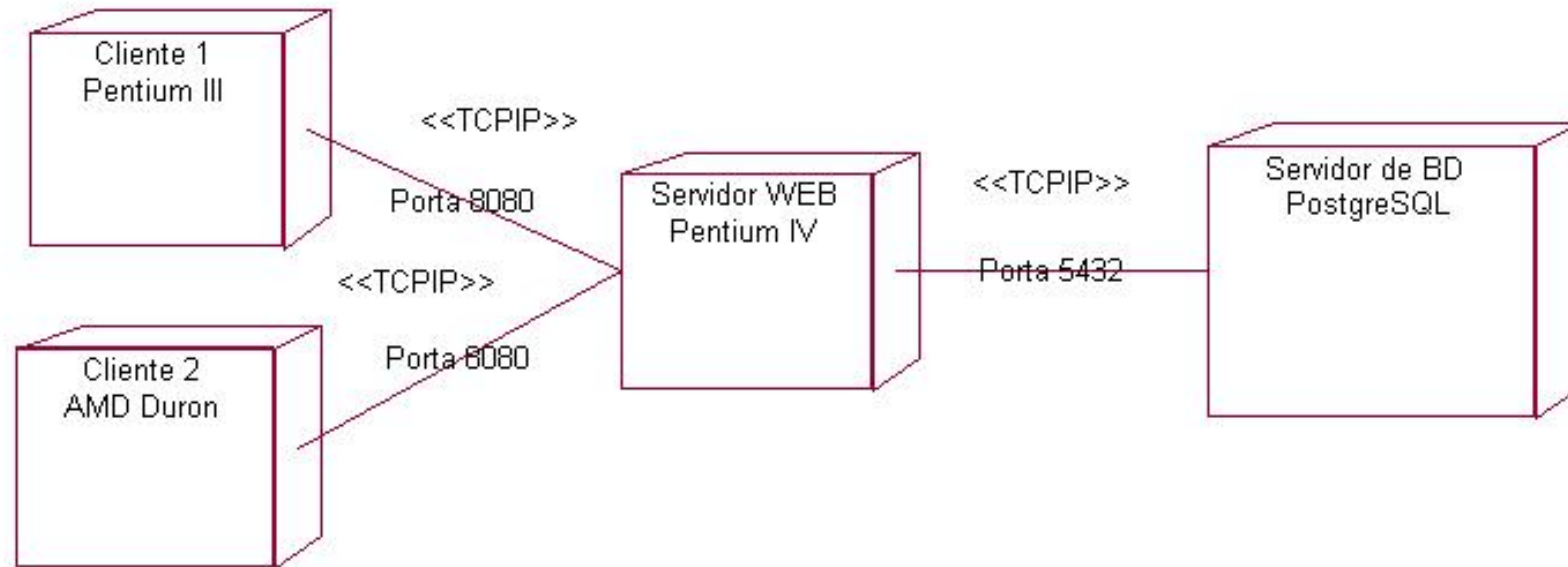 Cliente 1
Pentium III
<<TCPIP>>
Porta 8080
<<TCPIP>>
Porta 8080
Cliente 2
AMD Duron
Servidor WEB
Pentium IV
<<TCPIP>>
Porta 5432
Servidor de BD
PostgreSQL